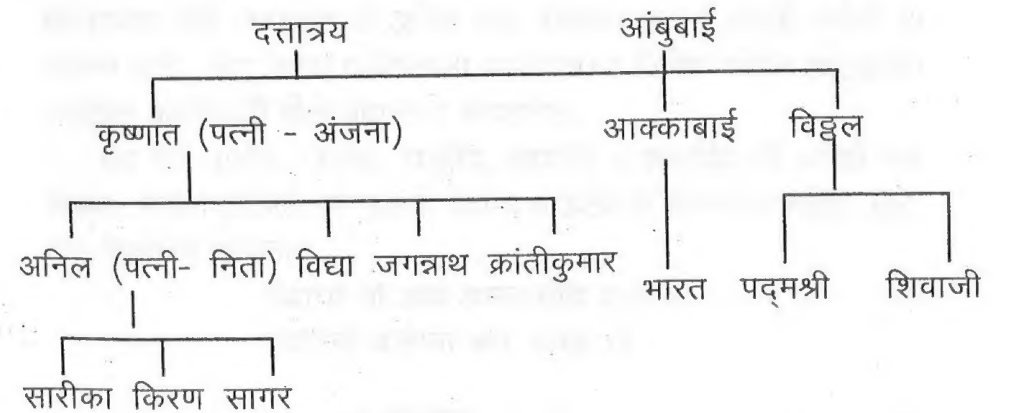 दत्तात्रय आंबुबाई
कृष्णात (पत्नी - अंजना) आक्काबाई विठ्ठल
अनिल (पत्नी- निता) विद्या जगन्नाथ क्रांतीकुमार
भारत पद्मश्री शिवाजी
सारीका किरण सागर